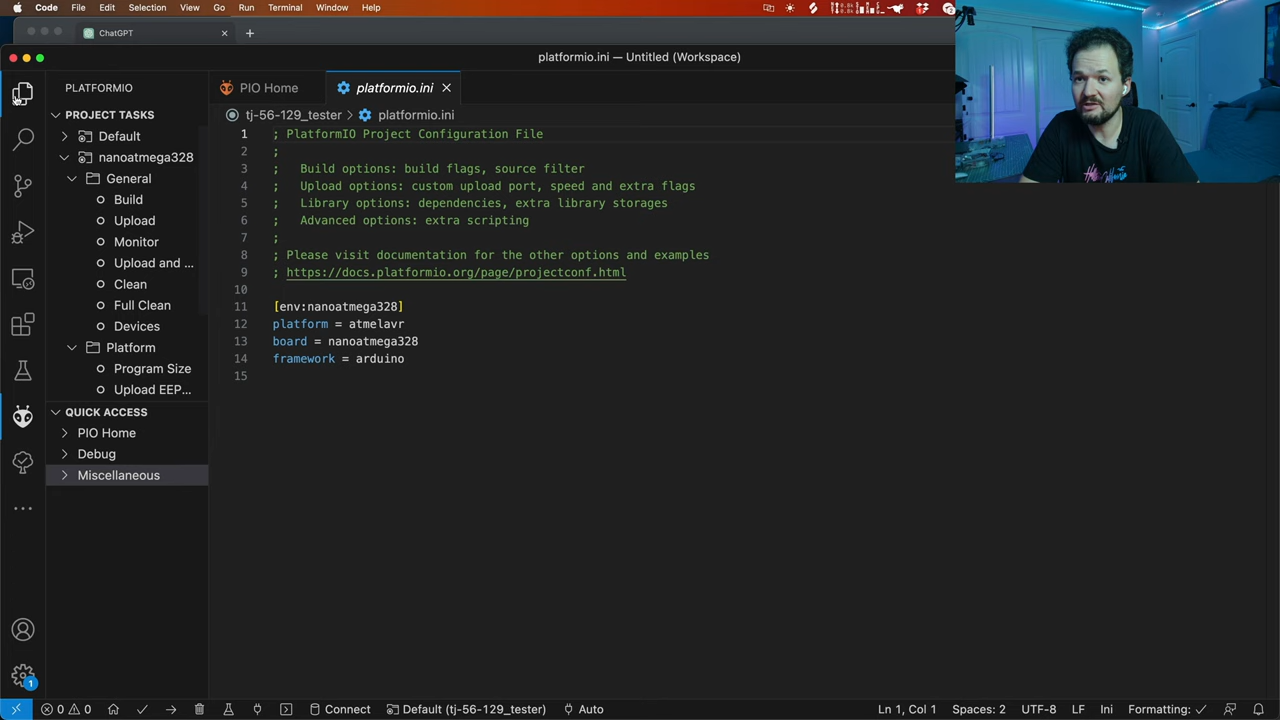 Code File Edit Selection View Go Run Terminal Window Help
ChatGPT
platformio.ini — Untitled (Workspace)
PLATFORMIO
PROJECT TASKS
Default
nanoatmega328
General
Build
Upload
Monitor
Upload and ...
Clean
Full Clean
Devices
Platform
Program Size
Upload EEP...
QUICK ACCESS
PIO Home
Debug
Miscellaneous
1
PIO Home
platformio.ini
tj-56-129_tester > platformio.ini
1 ; PlatformIO Project Configuration File
2 ;
3 ; Build options: build flags, source filter
4 ; Upload options: custom upload port, speed and extra flags
5 ; Library options: dependencies, extra library storages
6 ; Advanced options: extra scripting
7 ;
8 ; Please visit documentation for the other options and examples
9 ; https://docs.platformio.org/page/projectconf.html
10
11 [env:nanoatmega328]
12 platform = atmelavr
13 board = nanoatmega328
14 framework = arduino
15
0 0 Connect Default (tj-56-129_tester) Auto Ln 1, Col 1 Spaces: 2 UTF-8 LF Ini Formatting: